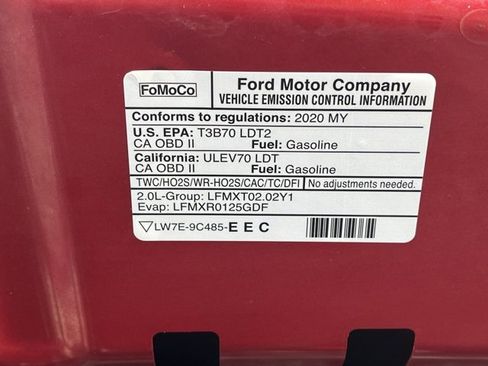 FoMoCo
Ford Motor Company
VEHICLE EMISSION CONTROL INFORMATION
Conforms to regulations: 2020 MY
U.S. EPA: T3B70 LDT2
CA OBD II Fuel: Gasoline
California: ULEV70 LDT
CA OBD II Fuel: Gasoline
TWC/HO2S/WR-HO2S/CAC/TC/DFI No adjustments needed.
2.0L-Group: LFMXT02.02Y1
Evap: LFMXR0125GDF
LW7E-9C485-E E C